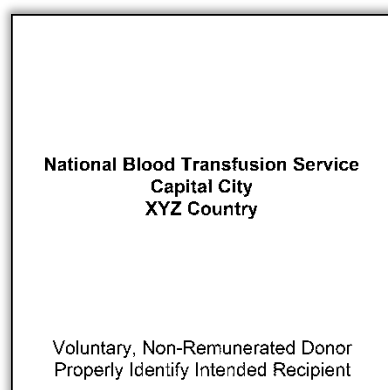 National Blood Transfusion Service
Capital City
XYZ Country
Voluntary, Non-Remunerated Donor
Properly Identify Intended Recipient